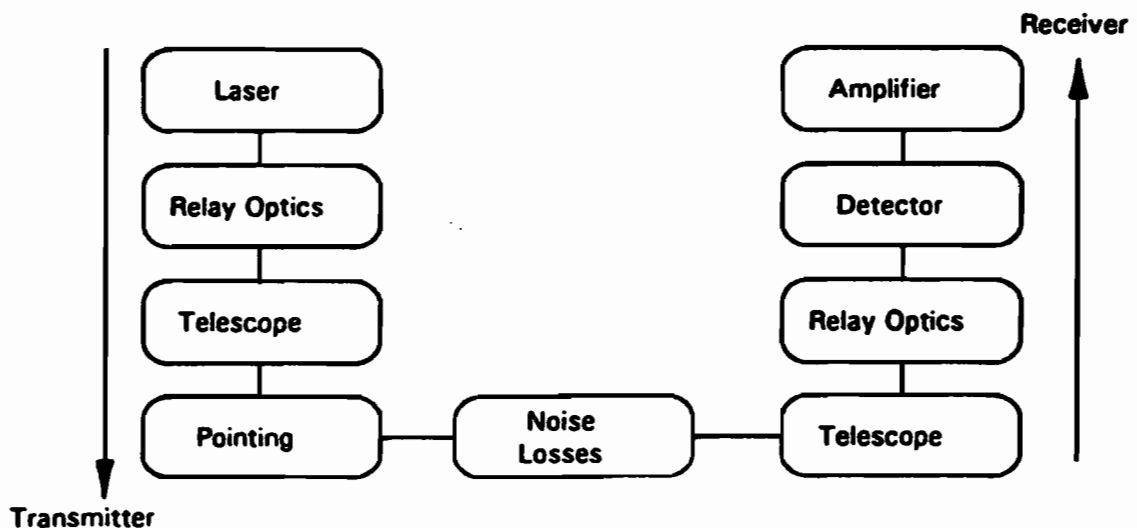 Receiver
Laser
Amplifier
Relay Optics
Detector
Telescope
Relay Optics
Pointing
Noise
Losses
Telescope
Transmitter